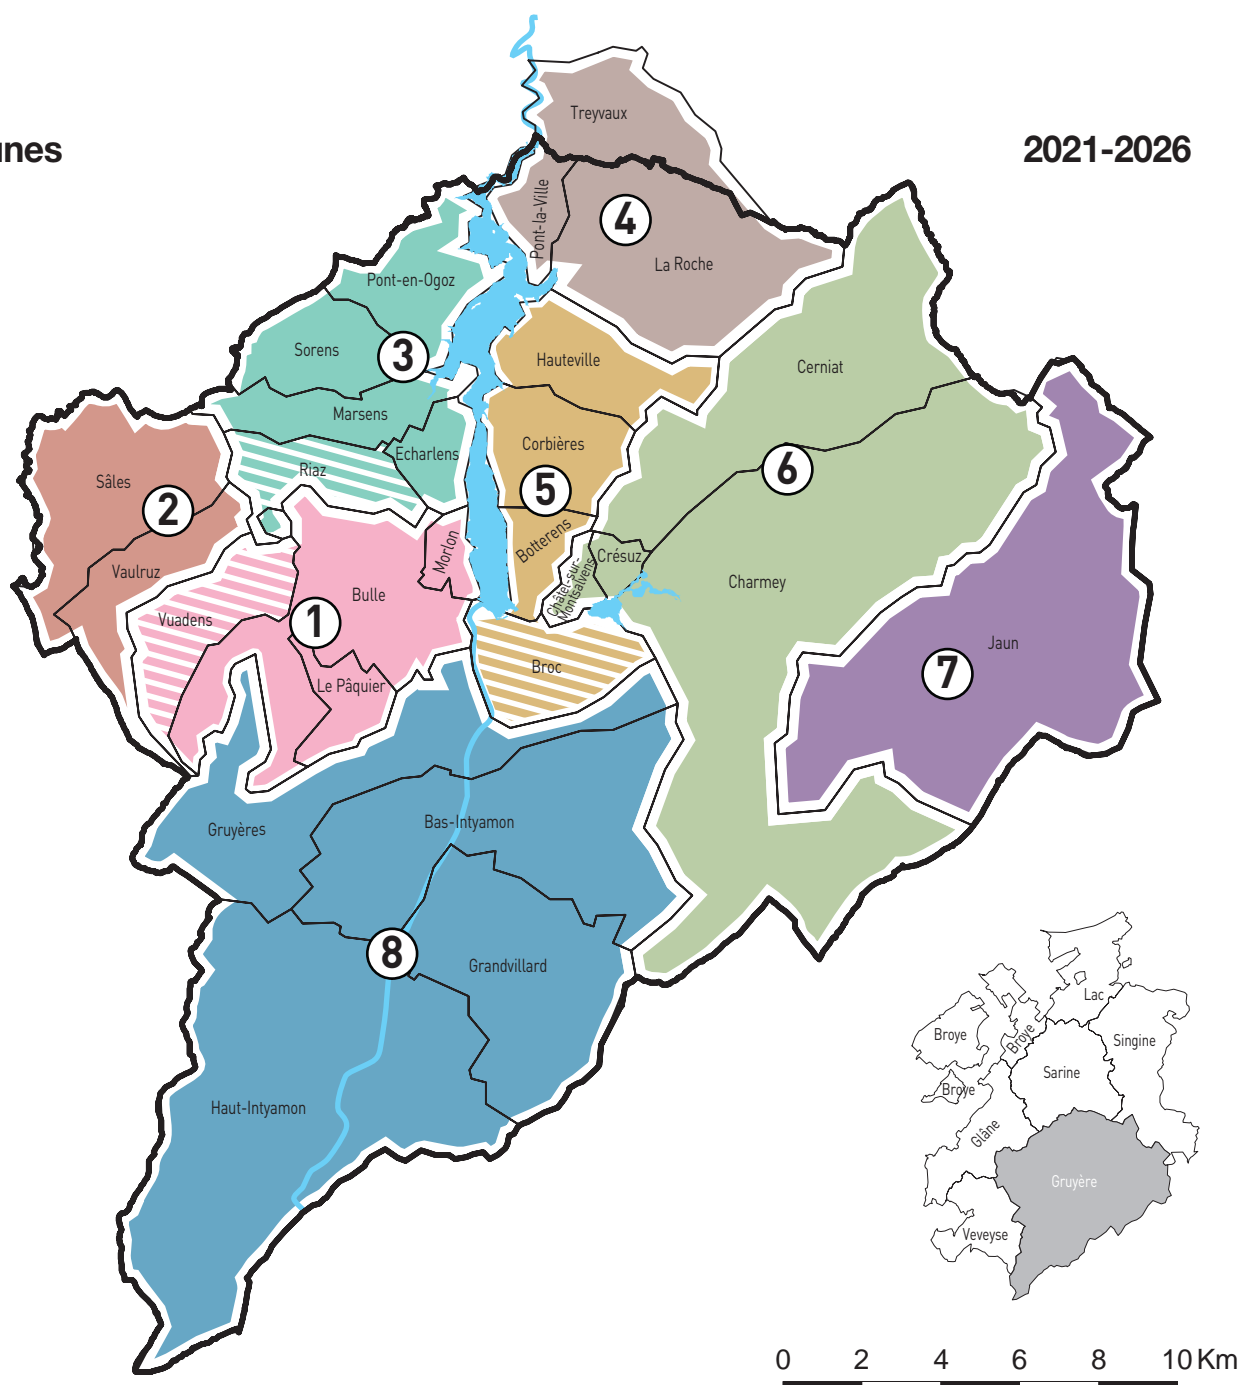 unes
2021-2026
Treyvaux
Pont-la-Ville
4
La Roche
Pont-en-Ogoz
Sorens
3
Hauteville
Cerniat
Marsens
Echarlens
Corbières
Riaz
Sâles
2
5
6
Botterens
Morlon
Crésuz
Châtel-sur-
Montsalvens
Vaulruz
Charmey
Bulle
Vuadens
1
Jaun
Broc
7
Le Pâquier
Gruyères
Bas-Intyamon
8
Grandvillard
Haut-Intyamon
Lac
Broye
Broye
Singine
Sarine
Broye
Glâne
Gruyère
Veveyse
0 2 4 6 8 10 Km